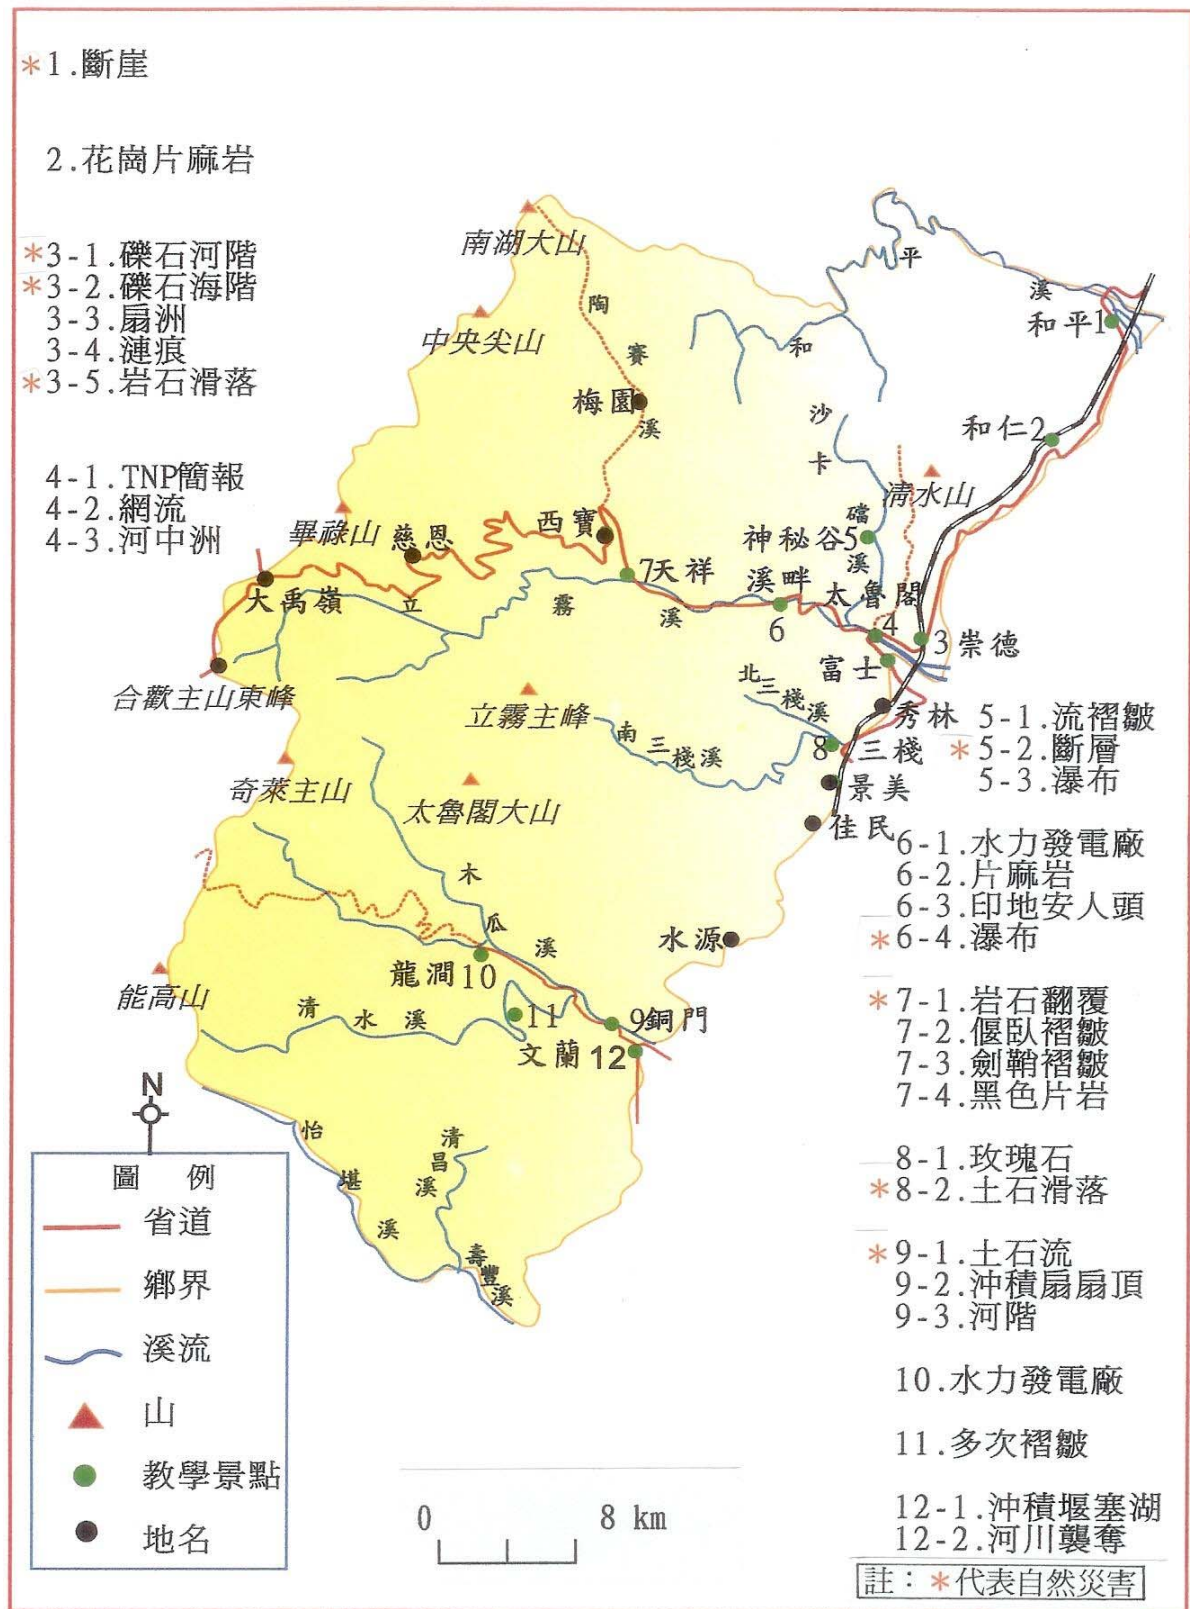 *1.斷崖
2.花崗片麻岩
*3-1.礫石河階
*3-2.礫石海階
3-3.扇洲
3-4.漣痕
*3-5.岩石滑落
4-1.TNP簡報
4-2.網流
4-3.河中洲
南湖大山
中央尖山
陶
賽
溪
梅園
平
溪
和
和平1
沙
卡
礑
溪
和仁2
清水山
畢祿山
慈恩
西寶
神秘谷5
大禹嶺
7天祥
溪畔
6
太魯閣
4
3崇德
立
霧
溪
富士
合歡主山東峰
立霧主峰
北
三
棧
溪
南
三
棧溪
秀林
8
三棧
景美
佳民
奇萊主山
太魯閣大山
木
瓜
溪
水源
龍澗
10
能高山
清
水
溪
11
9銅門
文蘭12
怡
堪
溪
清
昌
溪
壽
豐
溪
5-1.流褶皺
*5-2.斷層
5-3.瀑布
6-1.水力發電廠
6-2.片麻岩
6-3.印地安人頭
*6-4.瀑布
*7-1.岩石翻覆
7-2.偃臥褶皺
7-3.劍鞘褶皺
7-4.黑色片岩
8-1.玫瑰石
*8-2.土石滑落
*9-1.土石流
9-2.沖積扇扇頂
9-3.河階
10.水力發電廠
11.多次褶皺
12-1.沖積堰塞湖
12-2.河川襲奪
註：*代表自然災害
N
圖 例
省道
鄉界
溪流
山
教學景點
地名
0 8 km